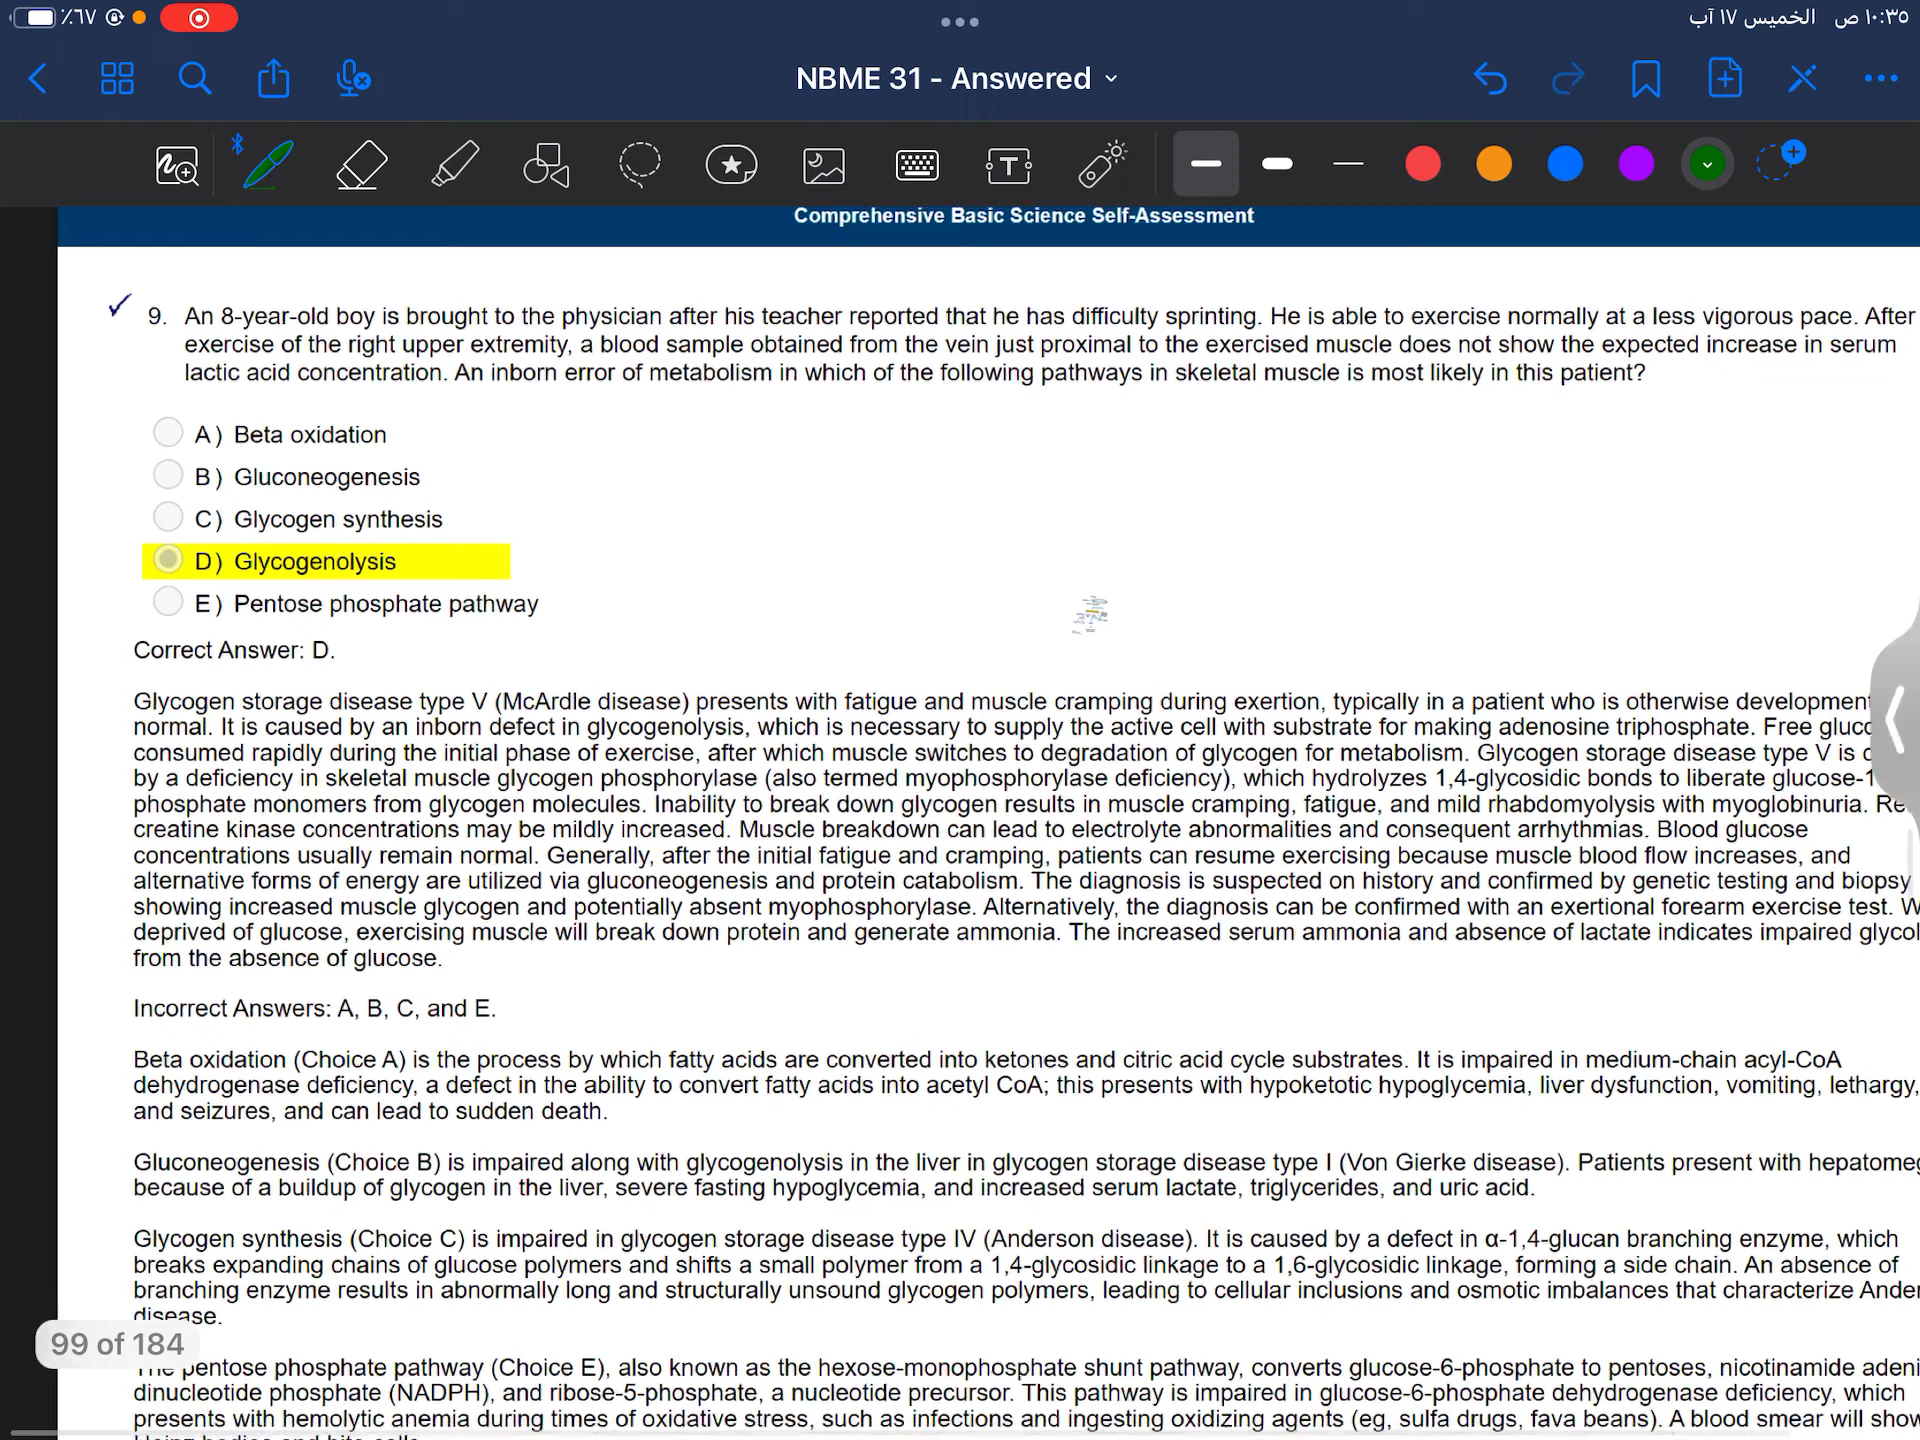 ٪٦٧
١٠:٣٥ ص الخميس ١٧ آب
NBME 31 - Answered
T
Comprehensive Basic Science Self-Assessment
9. An 8-year-old boy is brought to the physician after his teacher reported that he has difficulty sprinting. He is able to exercise normally at a less vigorous pace. After
exercise of the right upper extremity, a blood sample obtained from the vein just proximal to the exercised muscle does not show the expected increase in serum
lactic acid concentration. An inborn error of metabolism in which of the following pathways in skeletal muscle is most likely in this patient?
A) Beta oxidation
B) Gluconeogenesis
C) Glycogen synthesis
D) Glycogenolysis
E) Pentose phosphate pathway
Correct Answer: D.
Glycogen storage disease type V (McArdle disease) presents with fatigue and muscle cramping during exertion, typically in a patient who is otherwise development
normal. It is caused by an inborn defect in glycogenolysis, which is necessary to supply the active cell with substrate for making adenosine triphosphate. Free gluco
consumed rapidly during the initial phase of exercise, after which muscle switches to degradation of glycogen for metabolism. Glycogen storage disease type V is c
by a deficiency in skeletal muscle glycogen phosphorylase (also termed myophosphorylase deficiency), which hydrolyzes 1,4-glycosidic bonds to liberate glucose-1
phosphate monomers from glycogen molecules. Inability to break down glycogen results in muscle cramping, fatigue, and mild rhabdomyolysis with myoglobinuria. Re
creatine kinase concentrations may be mildly increased. Muscle breakdown can lead to electrolyte abnormalities and consequent arrhythmias. Blood glucose
concentrations usually remain normal. Generally, after the initial fatigue and cramping, patients can resume exercising because muscle blood flow increases, and
alternative forms of energy are utilized via gluconeogenesis and protein catabolism. The diagnosis is suspected on history and confirmed by genetic testing and biopsy
showing increased muscle glycogen and potentially absent myophosphorylase. Alternatively, the diagnosis can be confirmed with an exertional forearm exercise test. W
deprived of glucose, exercising muscle will break down protein and generate ammonia. The increased serum ammonia and absence of lactate indicates impaired glycol
from the absence of glucose.
Incorrect Answers: A, B, C, and E.
Beta oxidation (Choice A) is the process by which fatty acids are converted into ketones and citric acid cycle substrates. It is impaired in medium-chain acyl-CoA
dehydrogenase deficiency, a defect in the ability to convert fatty acids into acetyl CoA; this presents with hypoketotic hypoglycemia, liver dysfunction, vomiting, lethargy,
and seizures, and can lead to sudden death.
Gluconeogenesis (Choice B) is impaired along with glycogenolysis in the liver in glycogen storage disease type I (Von Gierke disease). Patients present with hepatomeg
because of a buildup of glycogen in the liver, severe fasting hypoglycemia, and increased serum lactate, triglycerides, and uric acid.
Glycogen synthesis (Choice C) is impaired in glycogen storage disease type IV (Anderson disease). It is caused by a defect in α-1,4-glucan branching enzyme, which
breaks expanding chains of glucose polymers and shifts a small polymer from a 1,4-glycosidic linkage to a 1,6-glycosidic linkage, forming a side chain. An absence of
branching enzyme results in abnormally long and structurally unsound glycogen polymers, leading to cellular inclusions and osmotic imbalances that characterize Ander
disease.
99 of 184
The pentose phosphate pathway (Choice E), also known as the hexose-monophosphate shunt pathway, converts glucose-6-phosphate to pentoses, nicotinamide adeni
dinucleotide phosphate (NADPH), and ribose-5-phosphate, a nucleotide precursor. This pathway is impaired in glucose-6-phosphate dehydrogenase deficiency, which
presents with hemolytic anemia during times of oxidative stress, such as infections and ingesting oxidizing agents (eg, sulfa drugs, fava beans). A blood smear will show